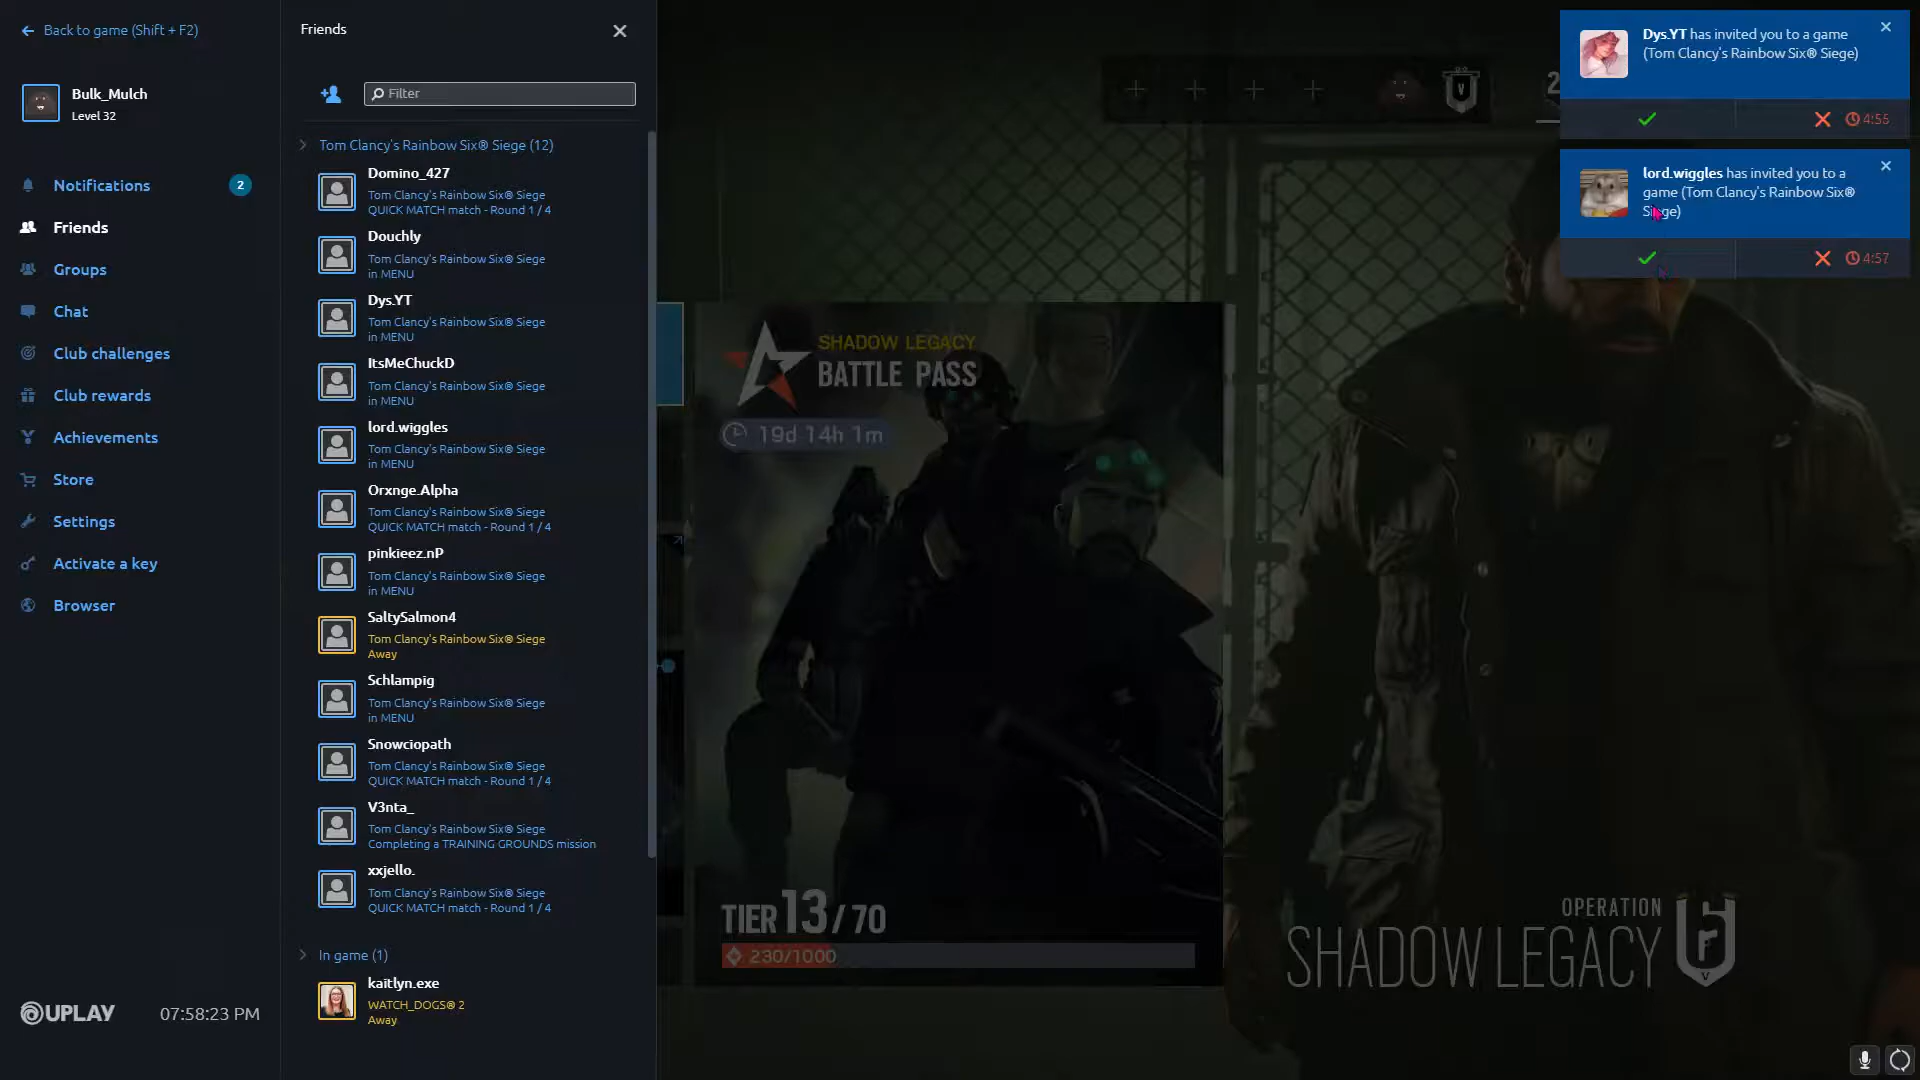 Back to game (Shift + F2)
Bulk_Mulch
Level 32
Notifications
2
Friends
Groups
Chat
Club challenges
Club rewards
Achievements
Store
Settings
Activate a key
Browser
UPLAY
07:58:23 PM
Friends
Filter
Tom Clancy's Rainbow Six® Siege (12)
Domino_427
Tom Clancy's Rainbow Six® Siege
QUICK MATCH match - Round 1 / 4
Douchly
Tom Clancy's Rainbow Six® Siege
in MENU
Dys.YT
Tom Clancy's Rainbow Six® Siege
in MENU
ItsMeChuckD
Tom Clancy's Rainbow Six® Siege
in MENU
lord.wiggles
Tom Clancy's Rainbow Six® Siege
in MENU
Orxnge.Alpha
Tom Clancy's Rainbow Six® Siege
QUICK MATCH match - Round 1 / 4
pinkieez.nP
Tom Clancy's Rainbow Six® Siege
in MENU
SaltySalmon4
Tom Clancy's Rainbow Six® Siege
Away
Schlampig
Tom Clancy's Rainbow Six® Siege
in MENU
Snowciopath
Tom Clancy's Rainbow Six® Siege
QUICK MATCH match - Round 1 / 4
V3nta_
Tom Clancy's Rainbow Six® Siege
Completing a TRAINING GROUNDS mission
xxjello.
Tom Clancy's Rainbow Six® Siege
QUICK MATCH match - Round 1 / 4
In game (1)
kaitlyn.exe
WATCH_DOGS® 2
Away
SHADOW LEGACY
BATTLE PASS
19d 14h 1m
TIER 13 / 70
230/1000
Dys.YT has invited you to a game
(Tom Clancy's Rainbow Six® Siege)
4:55
lord.wiggles has invited you to a
game (Tom Clancy's Rainbow Six®
Siege)
4:57
OPERATION
SHADOW LEGACY
V